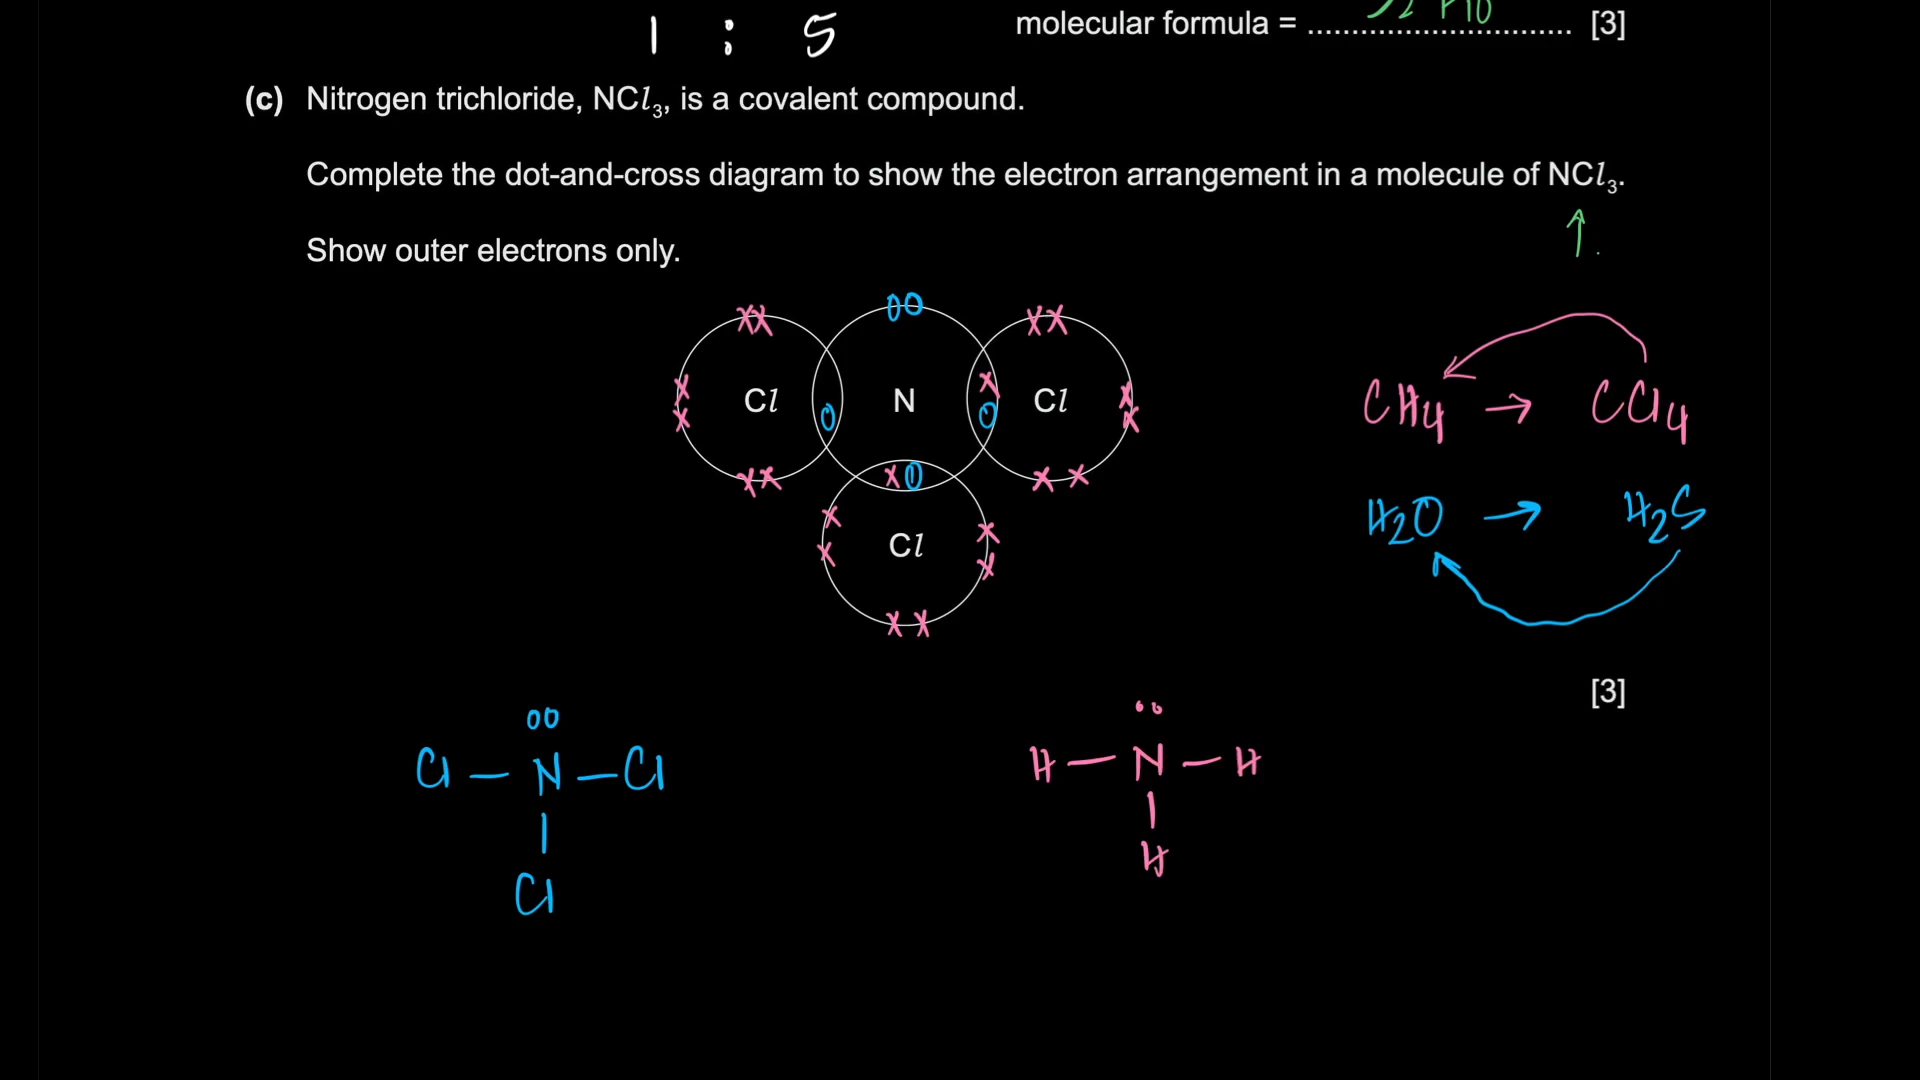 1 : 5
molecular formula = .............................. [3]
(c) Nitrogen trichloride, NCl₃, is a covalent compound.
Complete the dot-and-cross diagram to show the electron arrangement in a molecule of NCl₃.
Show outer electrons only.
Cl N Cl
Cl
CH4 → CCl4
H2O → H2S
[3]
Cl — N — Cl
Cl
H — N — H
H